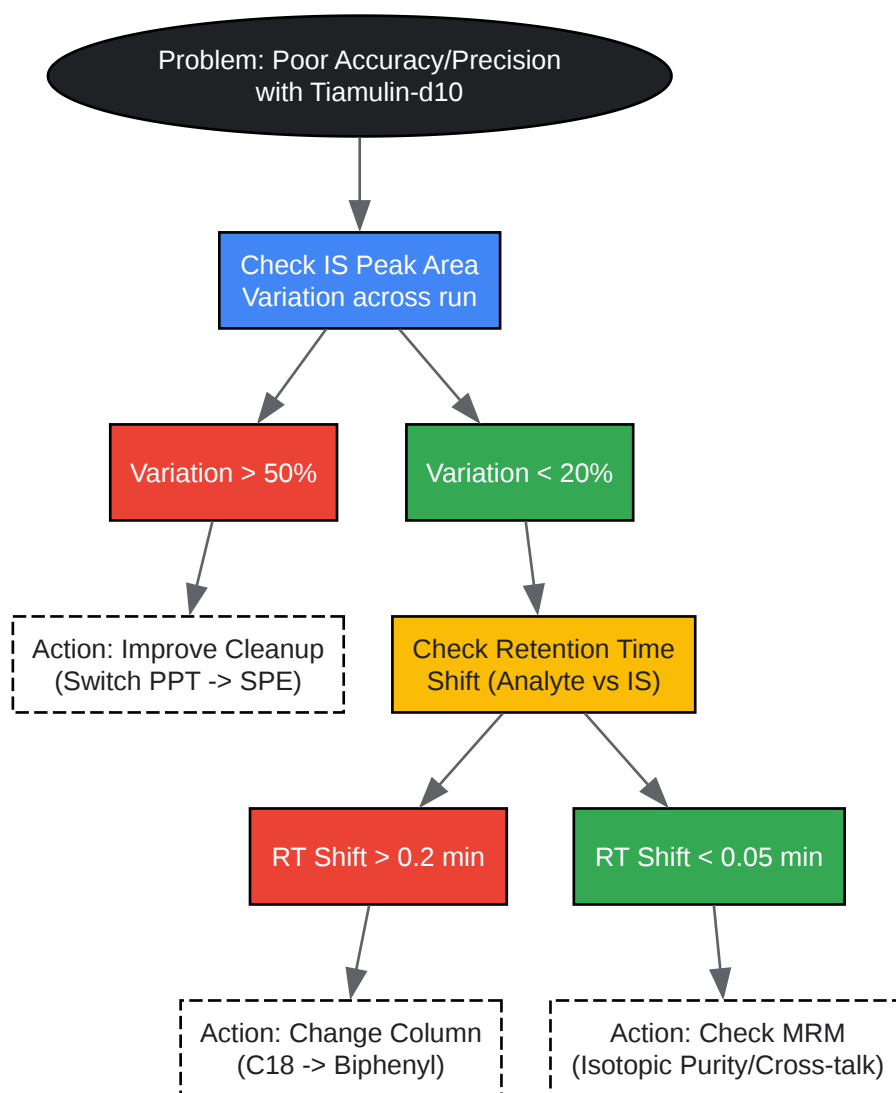 Problem: Poor Accuracy/Precision
with Tiamulin-d10
Check IS Peak Area
Variation across run
Variation > 50%
Variation < 20%
Action: Improve Cleanup
(Switch PPT -> SPE)
Check Retention Time
Shift (Analyte vs IS)
RT Shift > 0.2 min
RT Shift < 0.05 min
Action: Change Column
(C18 -> Biphenyl)
Action: Check MRM
(Isotopic Purity/Cross-talk)